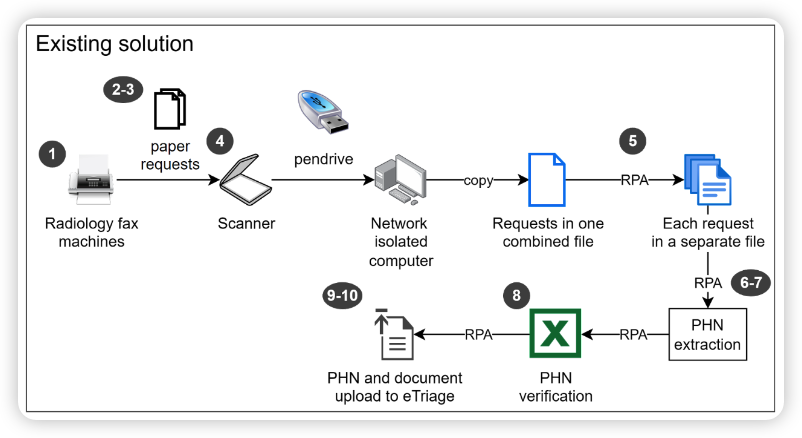 Existing solution
2-3
1
4
5
paper
requests
pendrive
copy
RPA
Radiology fax
machines
Scanner
Network
isolated
computer
Requests in one
combined file
Each request
in a separate file
RPA
6-7
9-10
8
PHN
extraction
RPA
RPA
X
PHN and document
upload to eTriage
PHN
verification